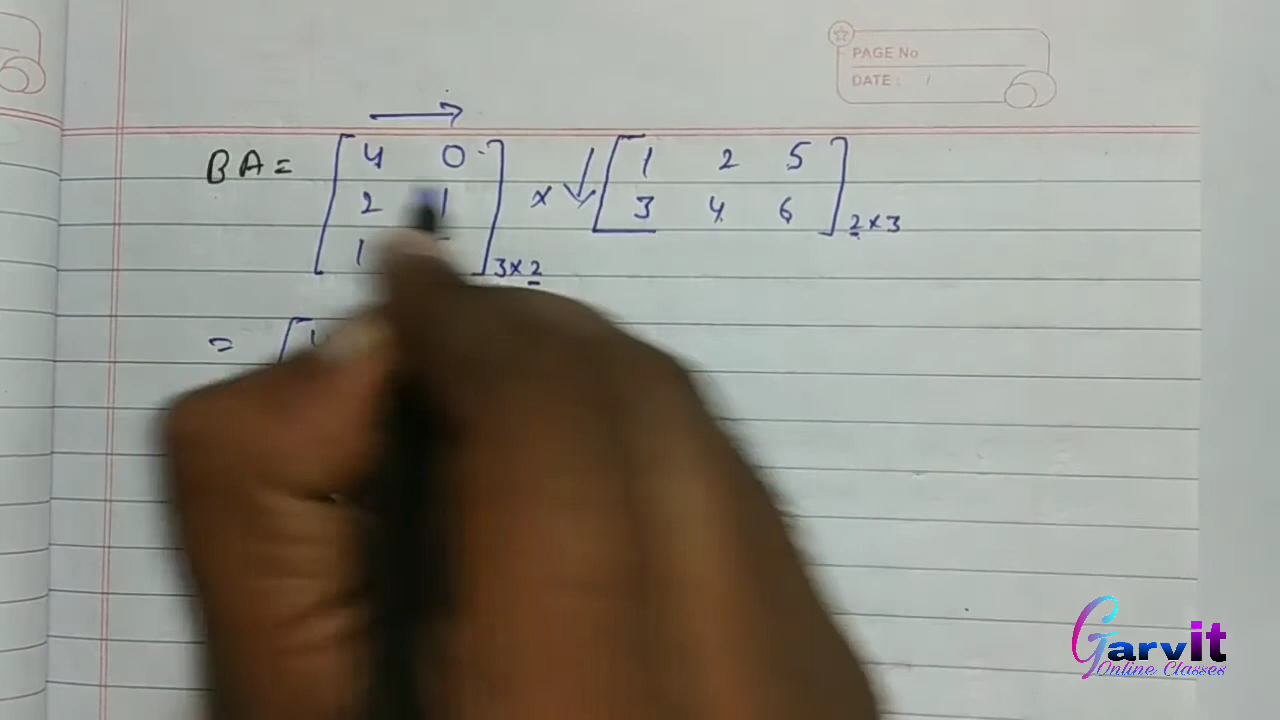 PAGE No
DATE : /
BA = [ 4 0 ] × [ 1 2 5 ]
2 1 3 4 6
1 3×2 2×3
= [
Garvit
Online Classes